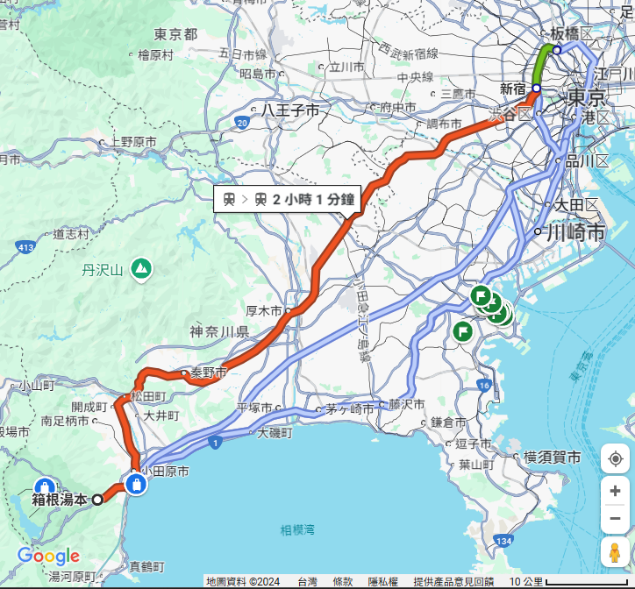 足
東京都
板橋区
檜原村
五日市線
西武新宿線
昭島市
立川市
江戸川
中央線
新宿
三鷹市
東京
八王子市
府中市
渋谷区
港区
20
調布市
上野原市
月市
品川区
2 小時 1 分鐘
大田区
道志村
川崎市
413
丹沢山
小田急江ノ島線
厚木市
神奈川県
東京湾
秦野市
小山町
16
松田町
開成町
大井町
平塚市
茅ヶ崎市
藤沢市
南足柄市
鎌倉市
殿場市
大磯町
1
逗子市
小田原市
横須賀市
葉山町
箱根湯本
相模湾
134
Google
真鶴町
湯河原町
地圖資料 ©2024 台灣 條款 隱私權 提供產品意見回饋 10 公里